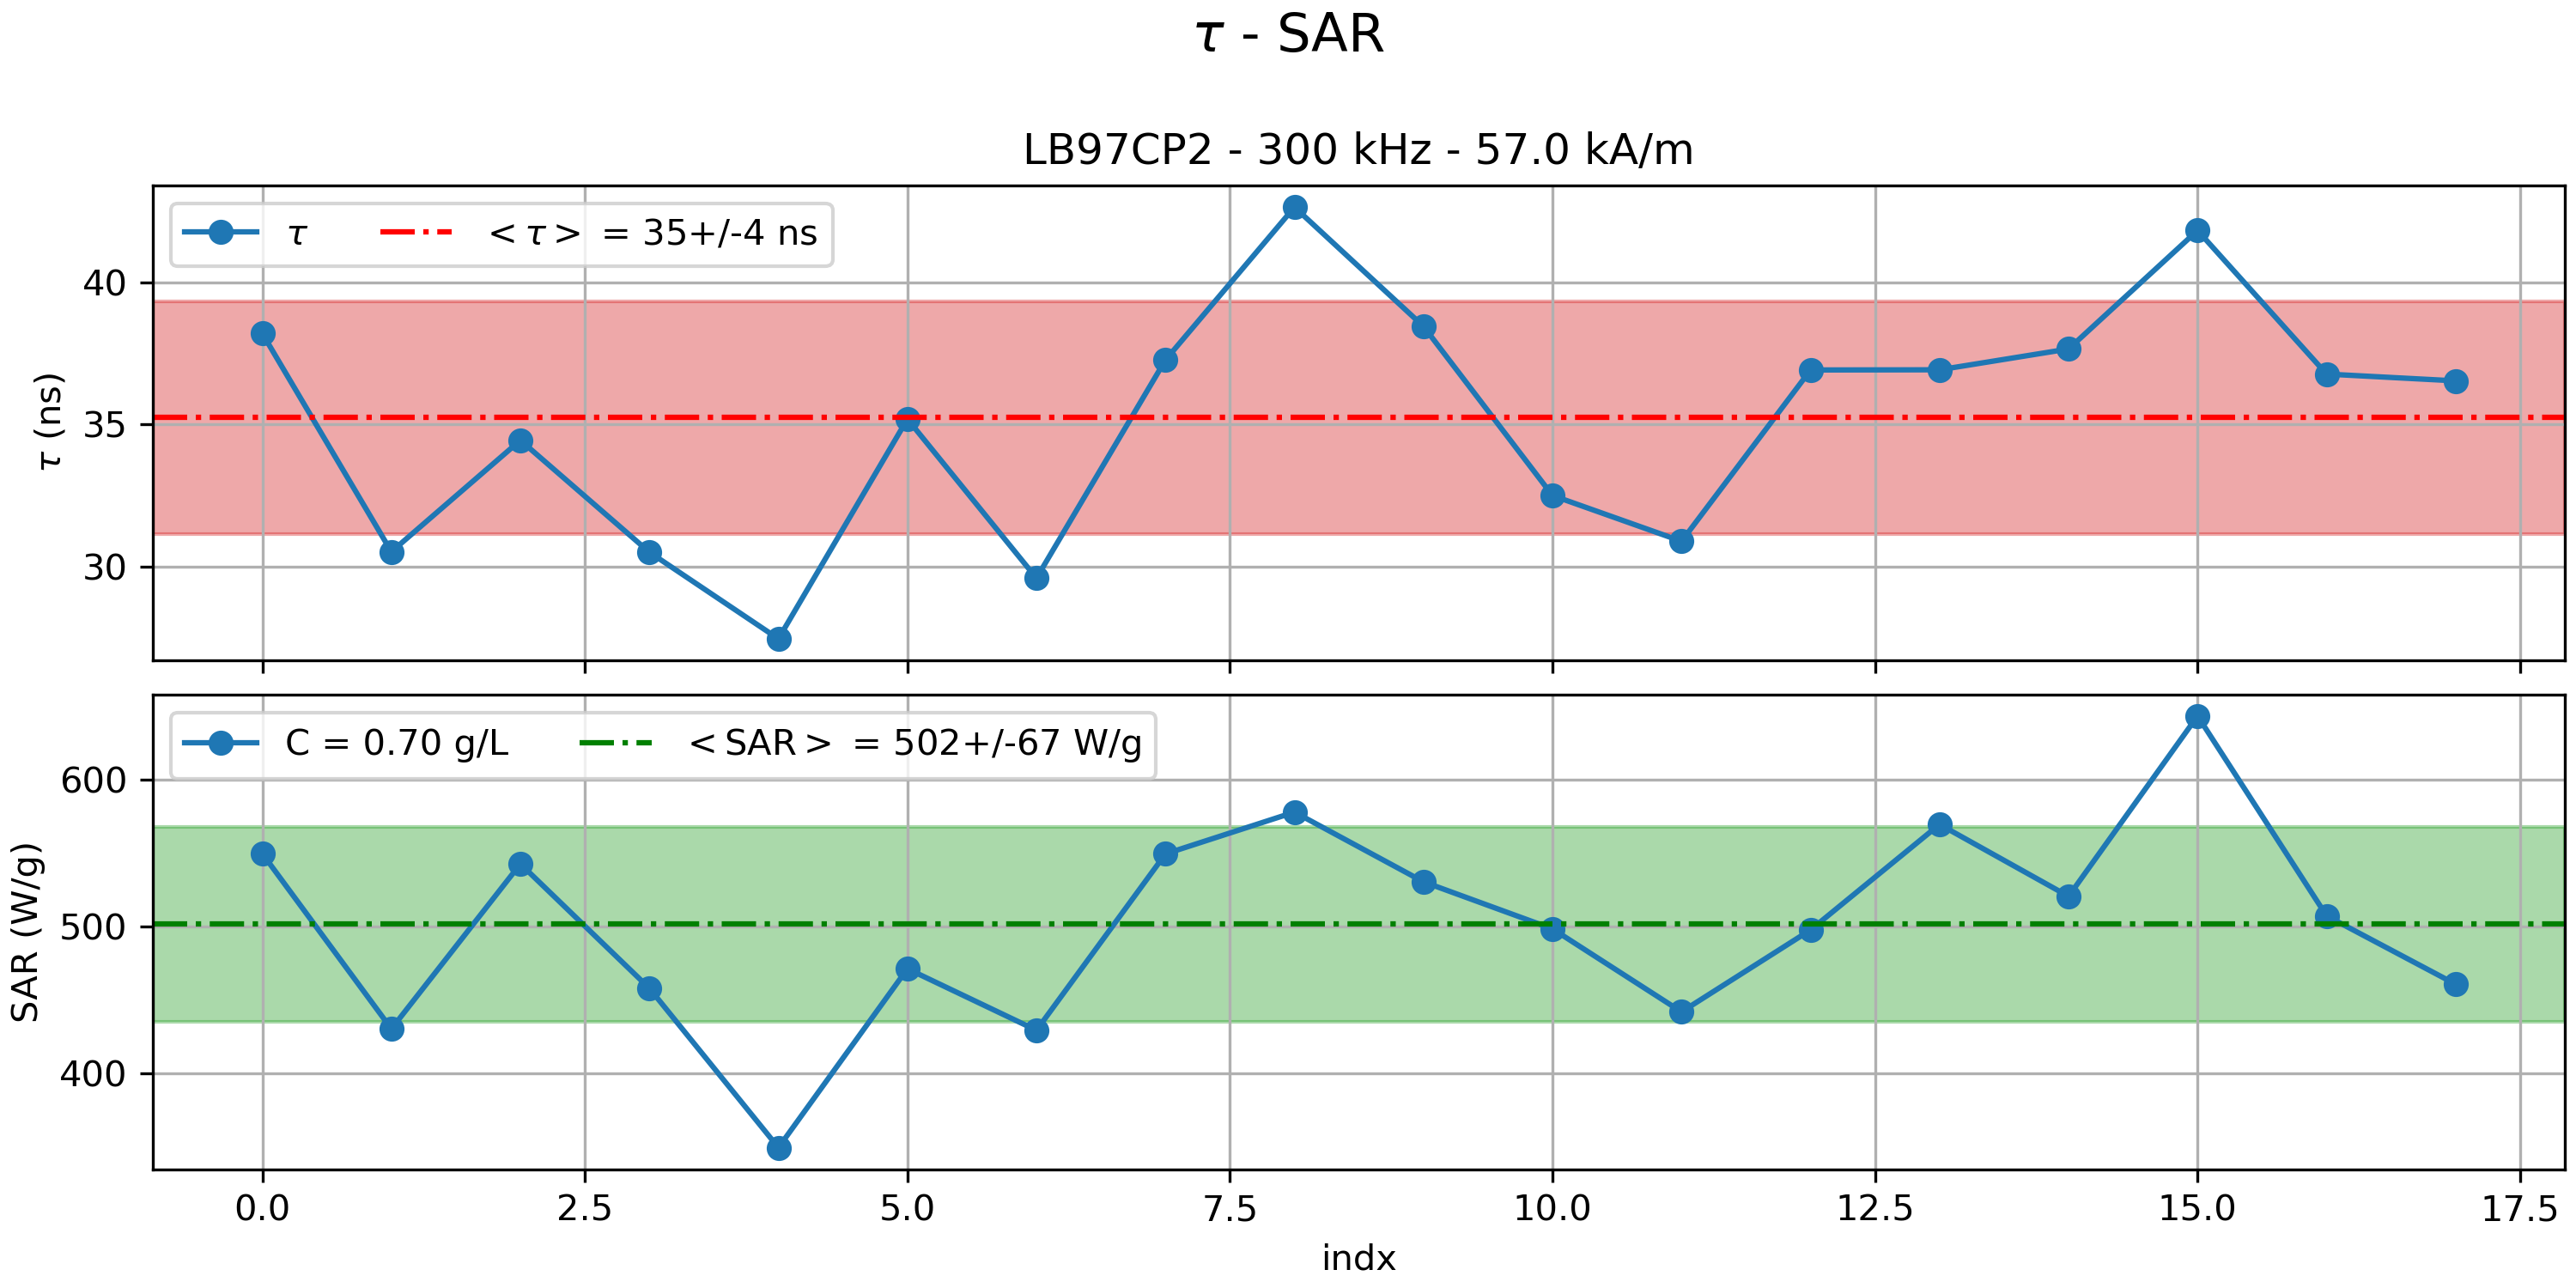 τ - SAR
LB97CP2 - 300 kHz - 57.0 kA/m
τ
<τ> = 35+/-4 ns
40
35
30
τ (ns)
C = 0.70 g/L
<SAR> = 502+/-67 W/g
600
500
400
SAR (W/g)
0.0 2.5 5.0 7.5 10.0 12.5 15.0 17.5
indx